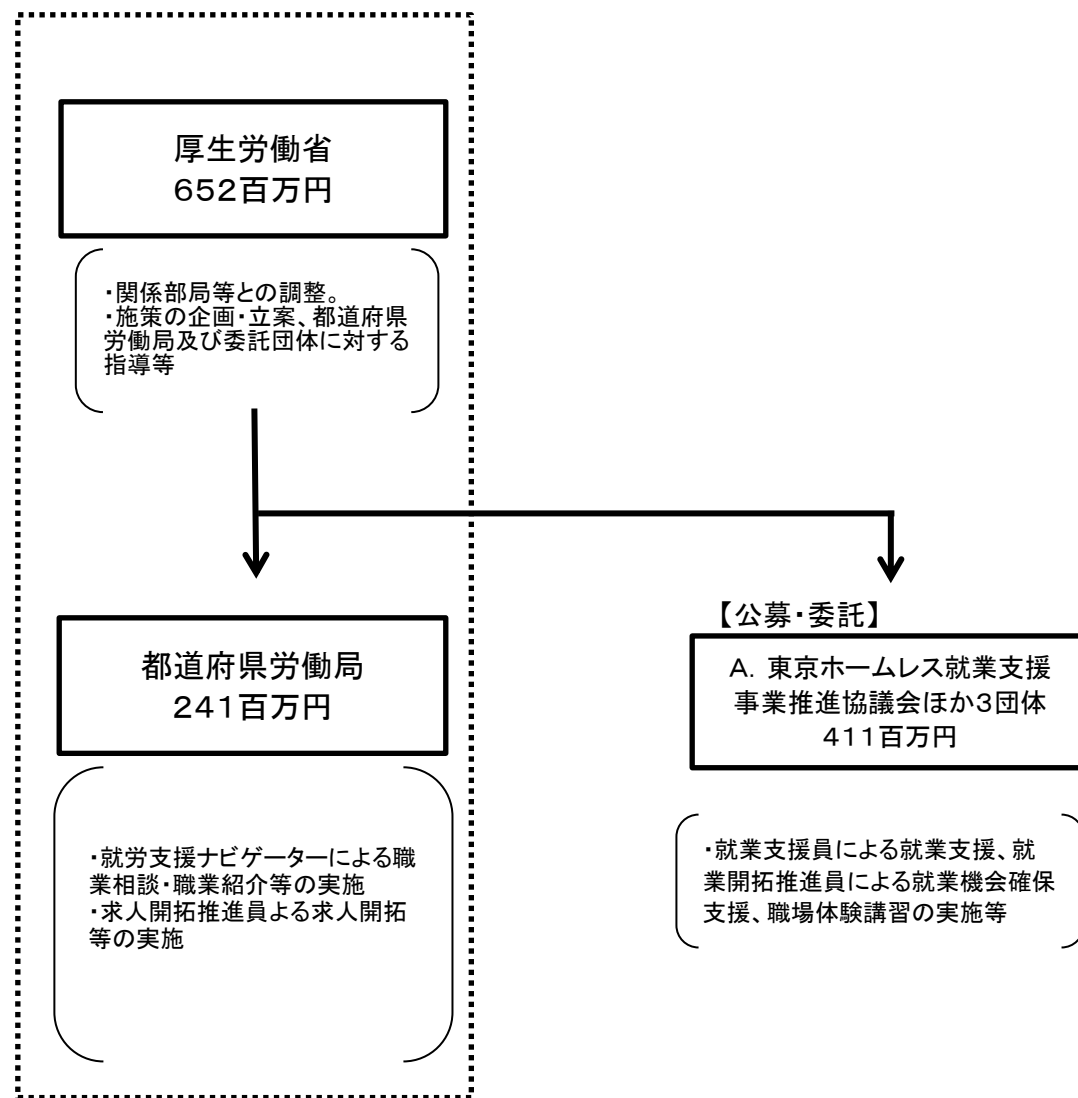 厚生労働省
652百万円
・関係部局等との調整。
・施策の企画・立案、都道府県
労働局及び委託団体に対する
指導等
都道府県労働局
241百万円
・就労支援ナビゲーターによる職
業相談・職業紹介等の実施
・求人開拓推進員よる求人開拓
等の実施
【公募・委託】
A．東京ホームレス就業支援
事業推進協議会ほか3団体
411百万円
・就業支援員による就業支援、就
業開拓推進員による就業機会確保
支援、職場体験講習の実施等